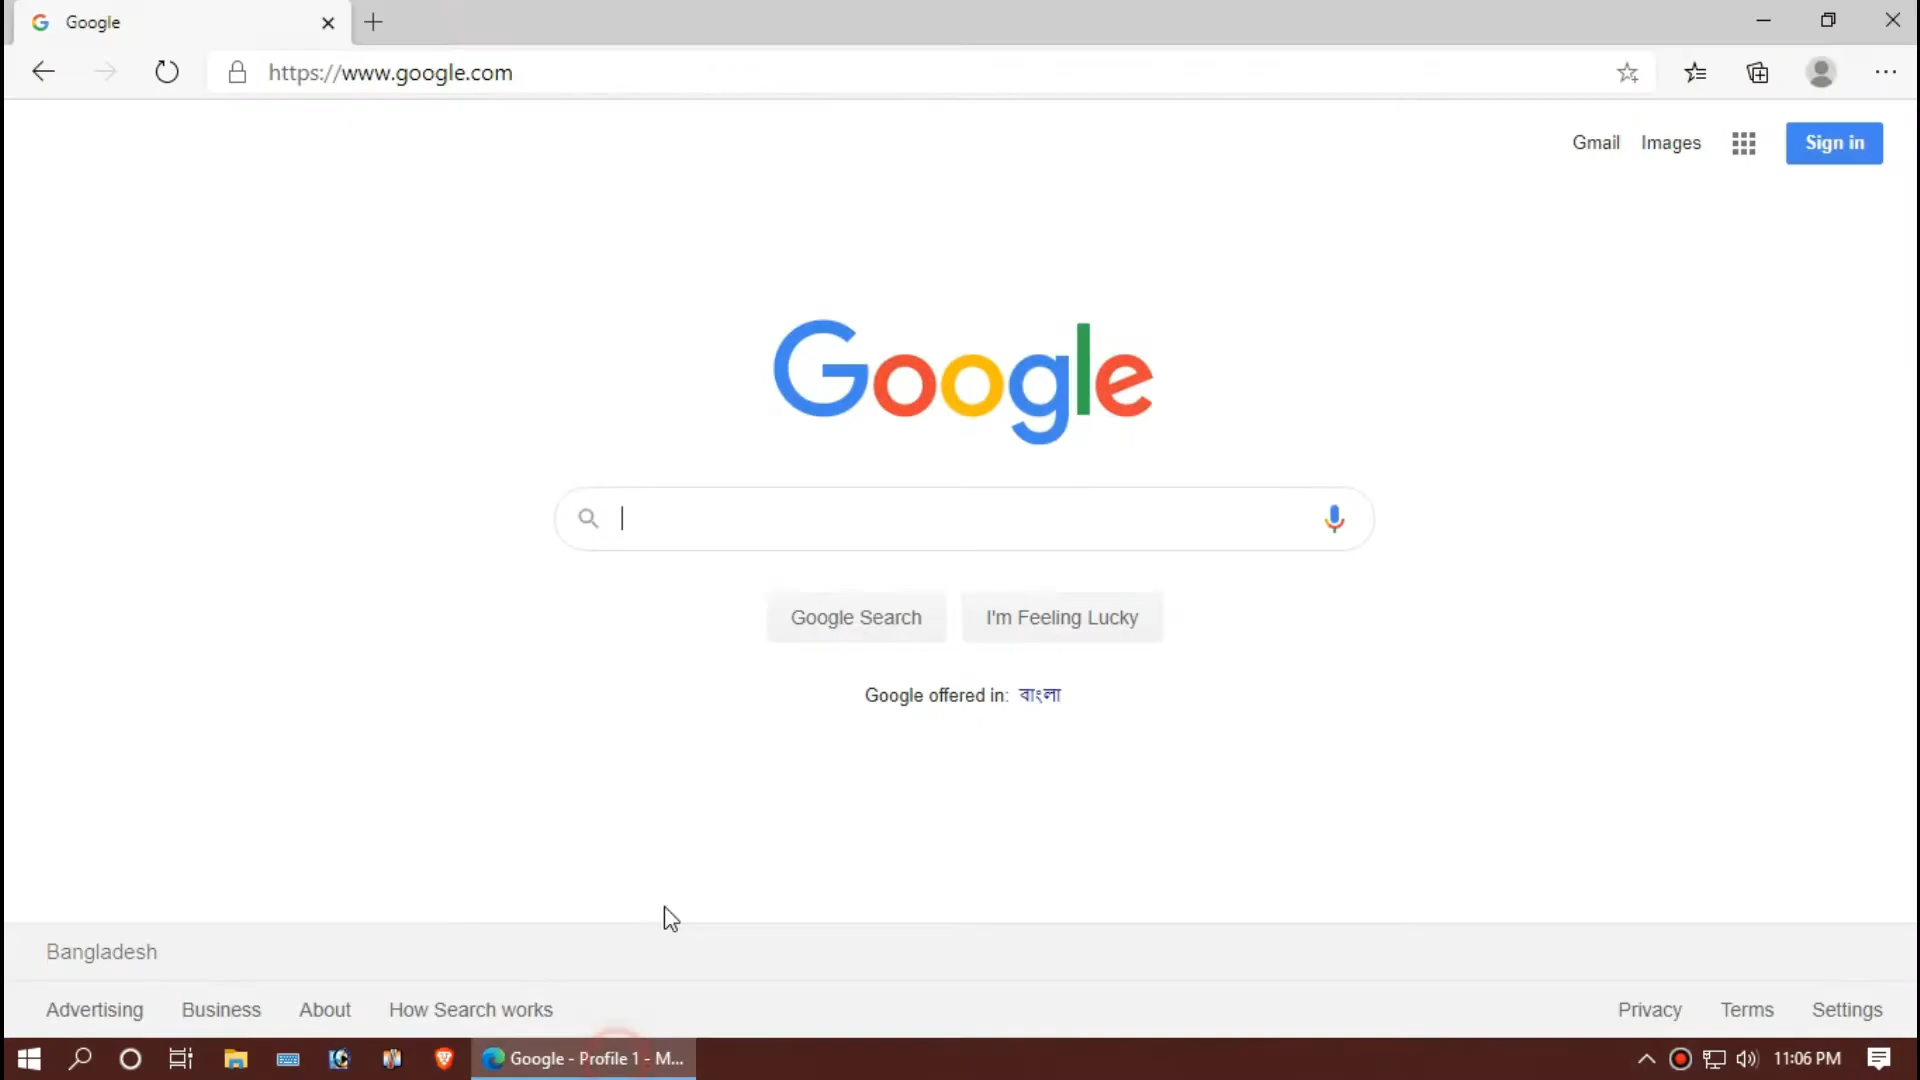 Google
https://www.google.com
Gmail Images Sign in
Google
Google Search I'm Feeling Lucky
Google offered in: বাংলা
Bangladesh
Advertising Business About How Search works Privacy Terms Settings
Google - Profile 1 - M... 11:06 PM